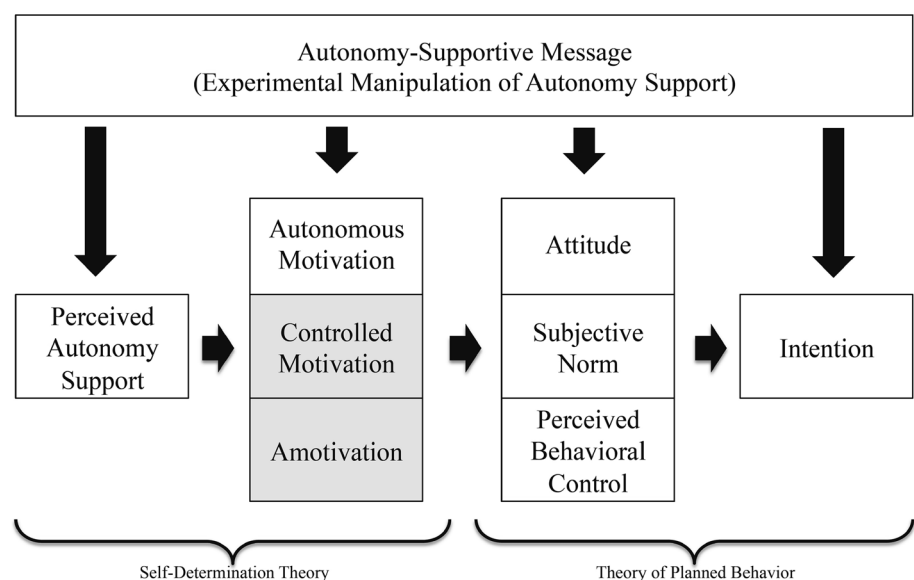 Autonomy-Supportive Message
(Experimental Manipulation of Autonomy Support)
Perceived
Autonomy
Support
Autonomous
Motivation
Controlled
Motivation
Amotivation
Attitude
Subjective
Norm
Perceived
Behavioral
Control
Intention
Self-Determination Theory
Theory of Planned Behavior